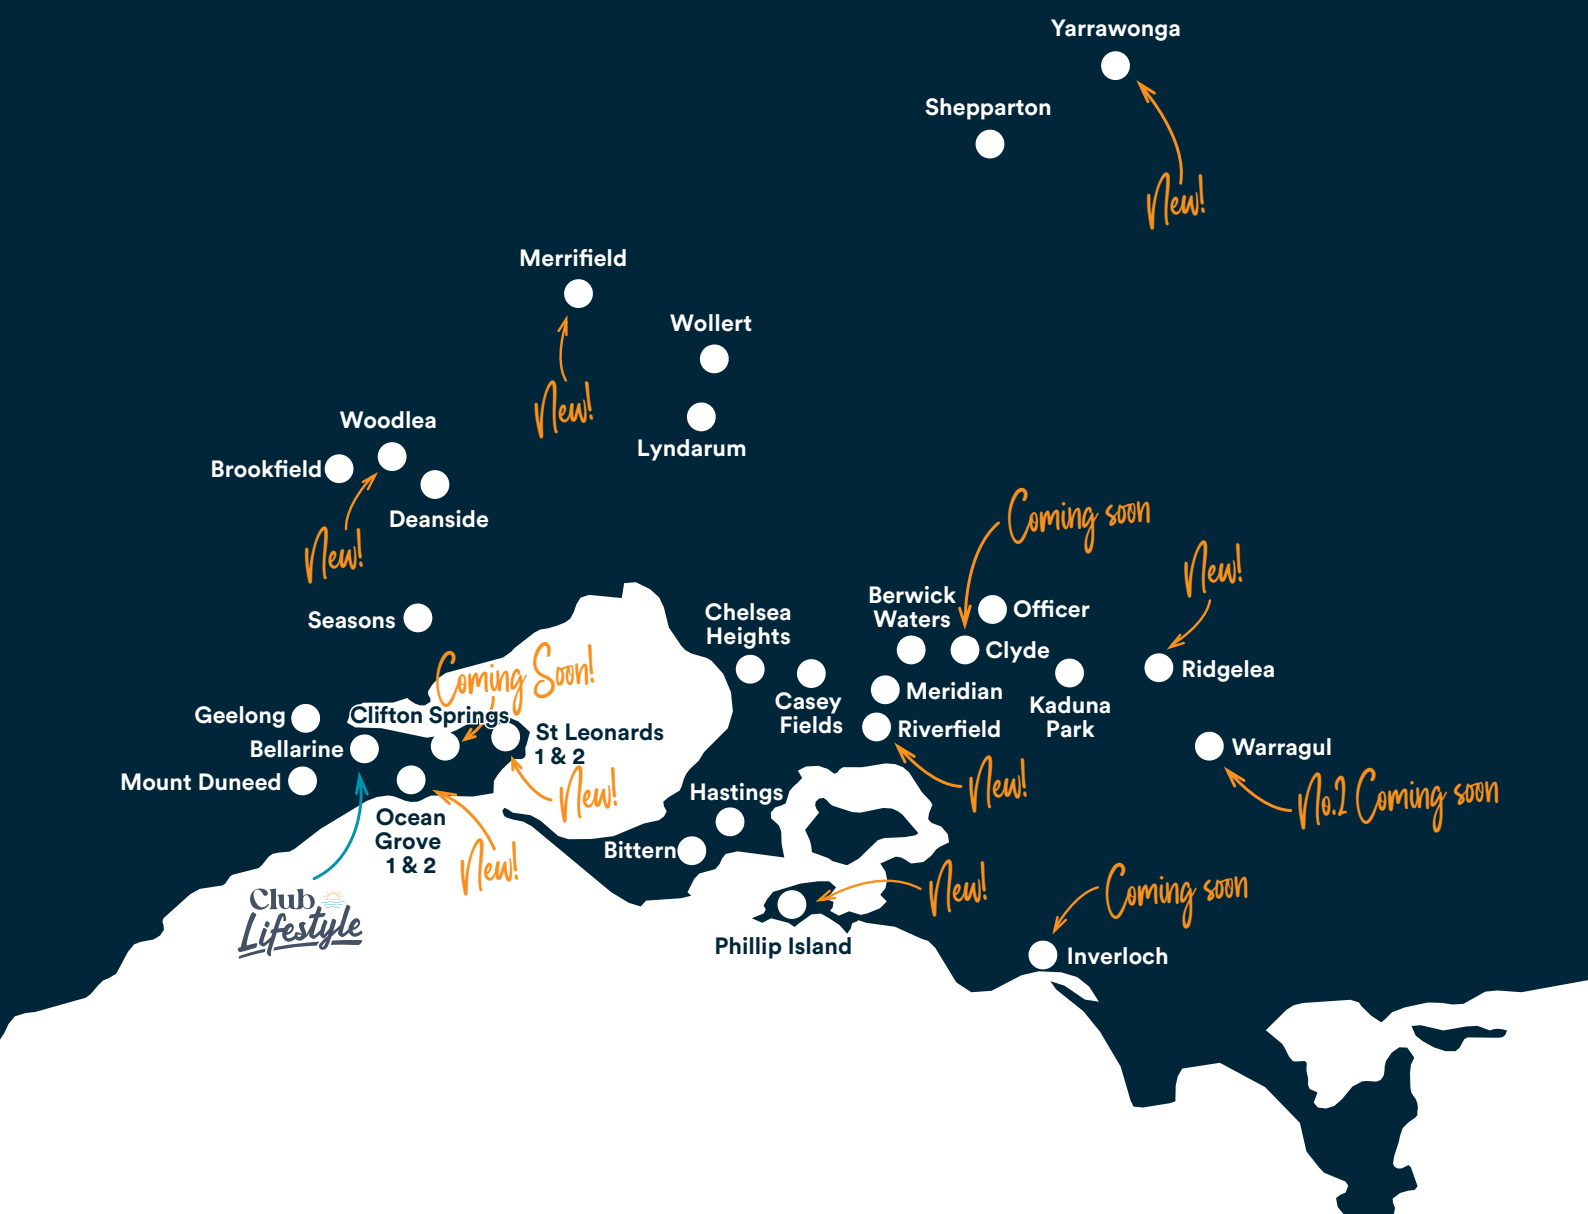 Yarrawonga
Shepparton
New!
Merrifield
Wollert
New!
Lyndarum
Woodlea
Brookfield
Deanside
New!
Coming soon
New!
Seasons
Chelsea
Heights
Berwick
Waters
Officer
Clyde
Ridgelea
Coming Soon!
Casey
Fields
Meridian
Kaduna
Park
Riverfield
Geelong
Clifton Springs
Bellarine
St Leonards
1 & 2
Warragul
Mount Duneed
New!
Hastings
New!
No.2 Coming soon
Ocean
Grove
1 & 2
New!
Bittern
Club
Lifestyle
New!
Coming soon
Phillip Island
Inverloch